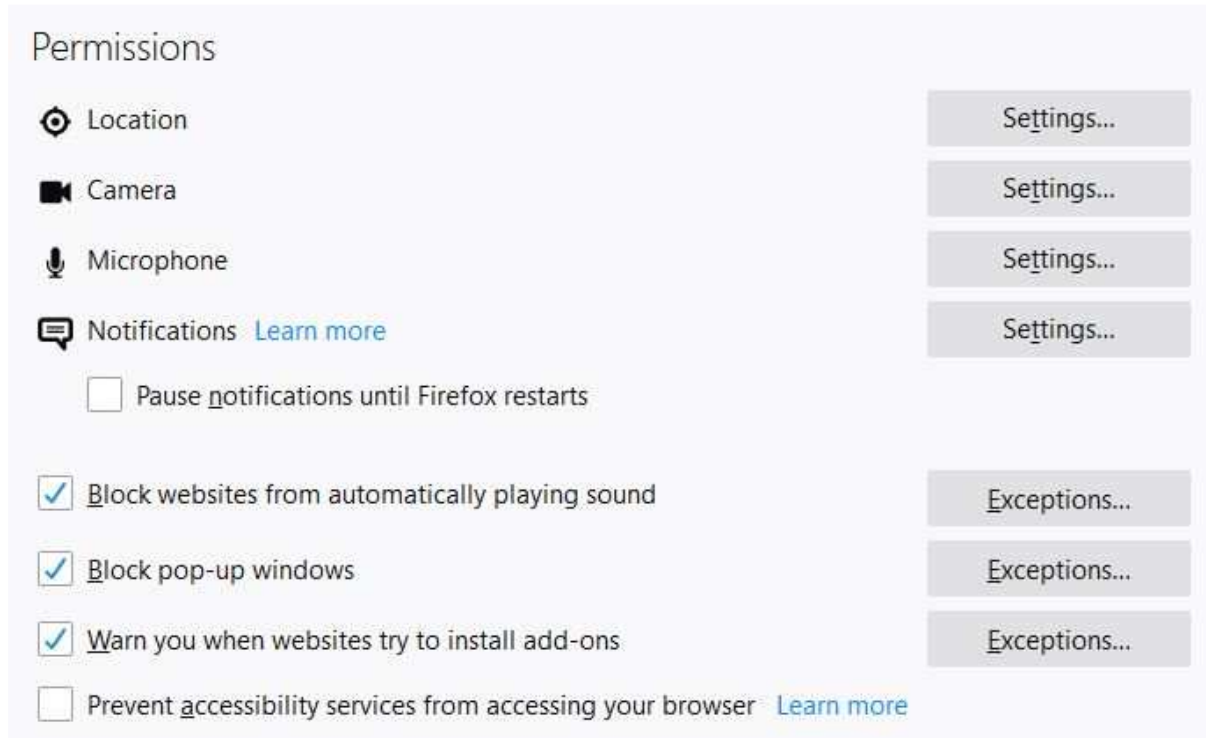 Permissions
Location Settings...
Camera Settings...
Microphone Settings...
Notifications Learn more Settings...
Pause notifications until Firefox restarts
Block websites from automatically playing sound Exceptions...
Block pop-up windows Exceptions...
Warn you when websites try to install add-ons Exceptions...
Prevent accessibility services from accessing your browser Learn more